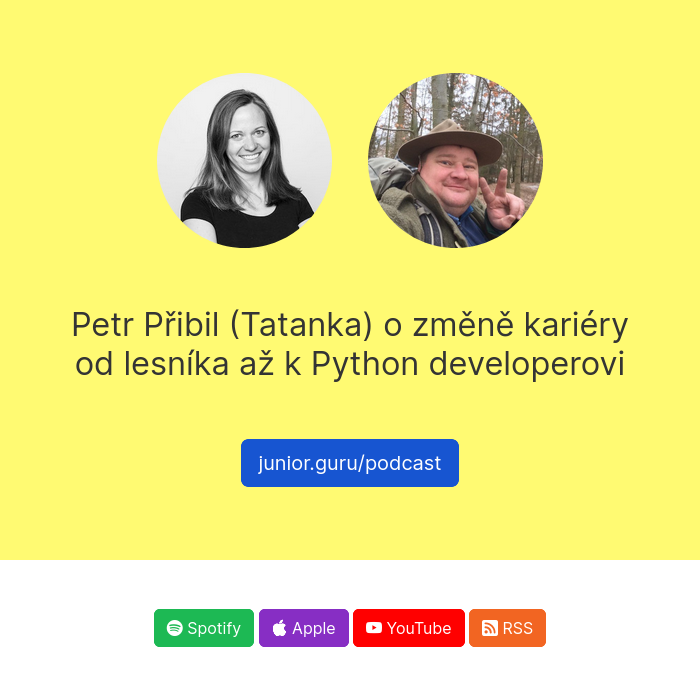 Petr Přibil (Tatanka) o změně kariéry
od lesníka až k Python developerovi
junior.guru/podcast
Spotify Apple YouTube RSS